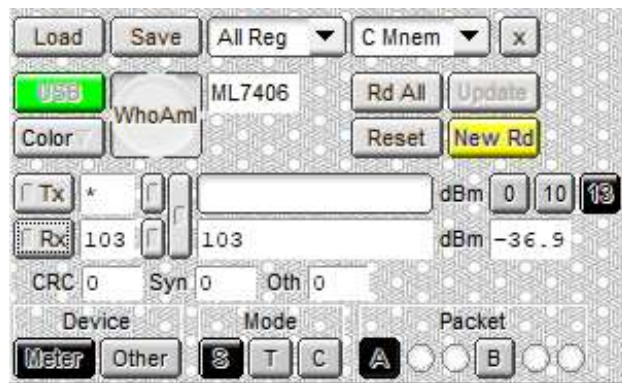 Load Save All Reg C Mnem x
USB WhoAmI ML7406 Rd All Update
Color Reset New Rd
Tx * dBm 0 10 13
Rx 103 103 dBm -36.9
CRC 0 Syn 0 Oth 0
Device Mode Packet
Meter Other S T C A B